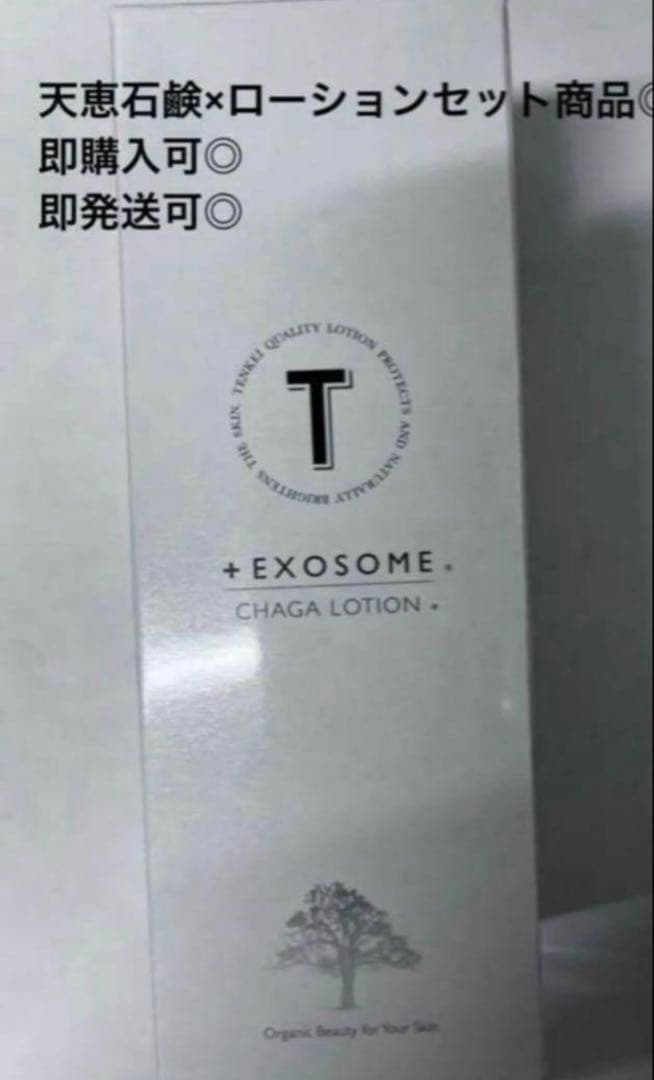 天恵石鹸×ローションセット商品◎
即購入可◎
即発送可◎
TENKEI QUALITY LOTION PROTECTS AND NATURALLY BRIGHTENS THE SKIN.
T
+EXOSOME.
CHAGA LOTION.
Organic Beauty for Your Skin